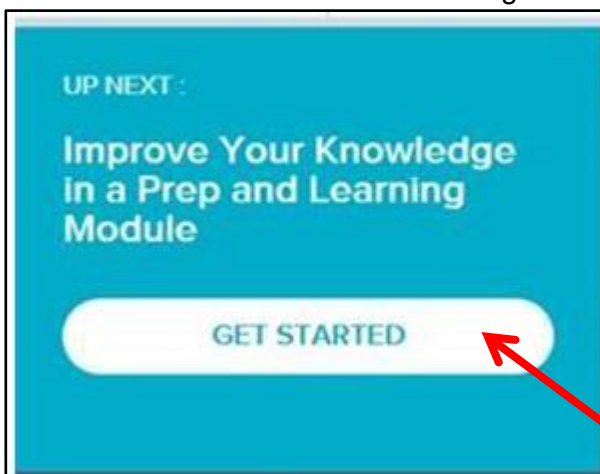 UP NEXT :
Improve Your Knowledge
in a Prep and Learning
Module
GET STARTED